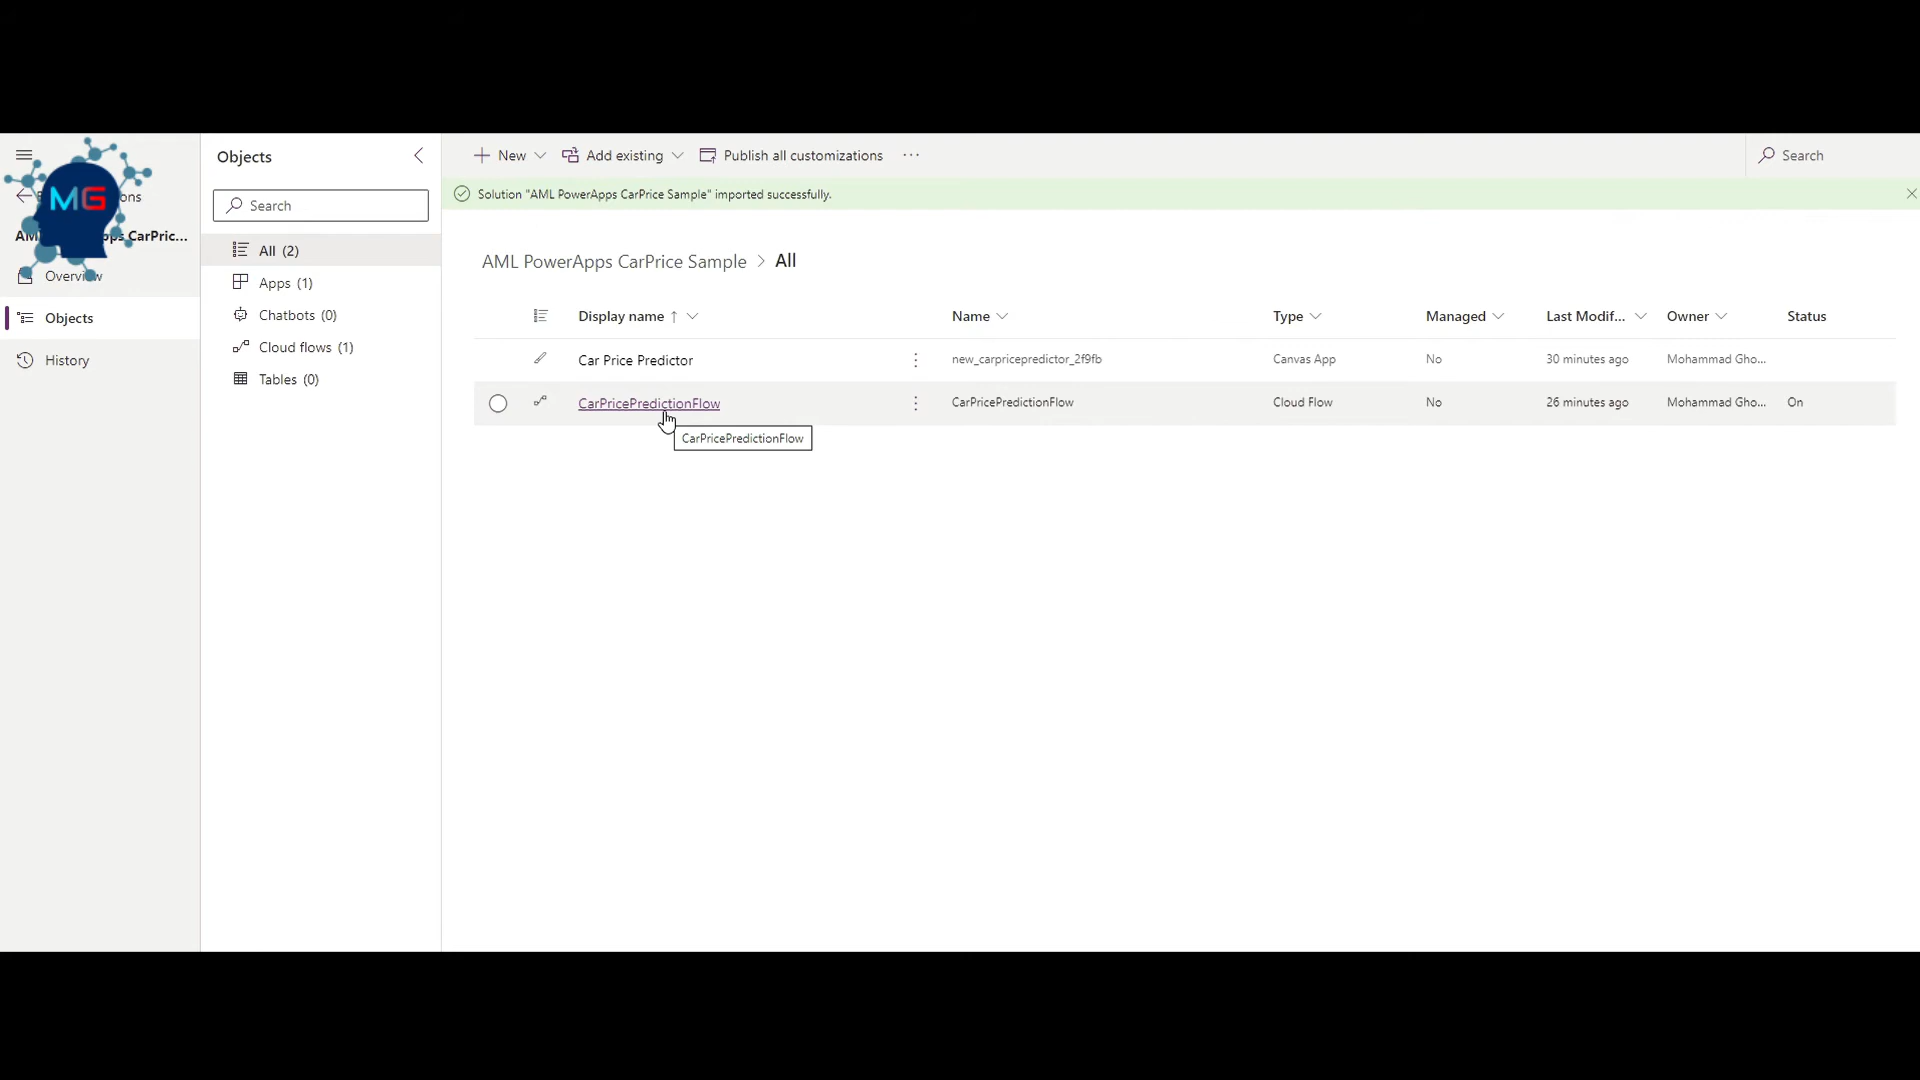 MG
AM
ps CarPric...
Overview
Objects
History
Objects
Search
All (2)
Apps (1)
Chatbots (0)
Cloud flows (1)
Tables (0)
New
Add existing
Publish all customizations
···
Search
Solution "AML PowerApps CarPrice Sample" imported successfully.
AML PowerApps CarPrice Sample > All
Display name ↑
Name
Type
Managed
Last Modif...
Owner
Status
Car Price Predictor
new_carpricepredictor_2f9fb
Canvas App
No
30 minutes ago
Mohammad Gho...
CarPricePredictionFlow
CarPricePredictionFlow
Cloud Flow
No
26 minutes ago
Mohammad Gho...
On
CarPricePredictionFlow